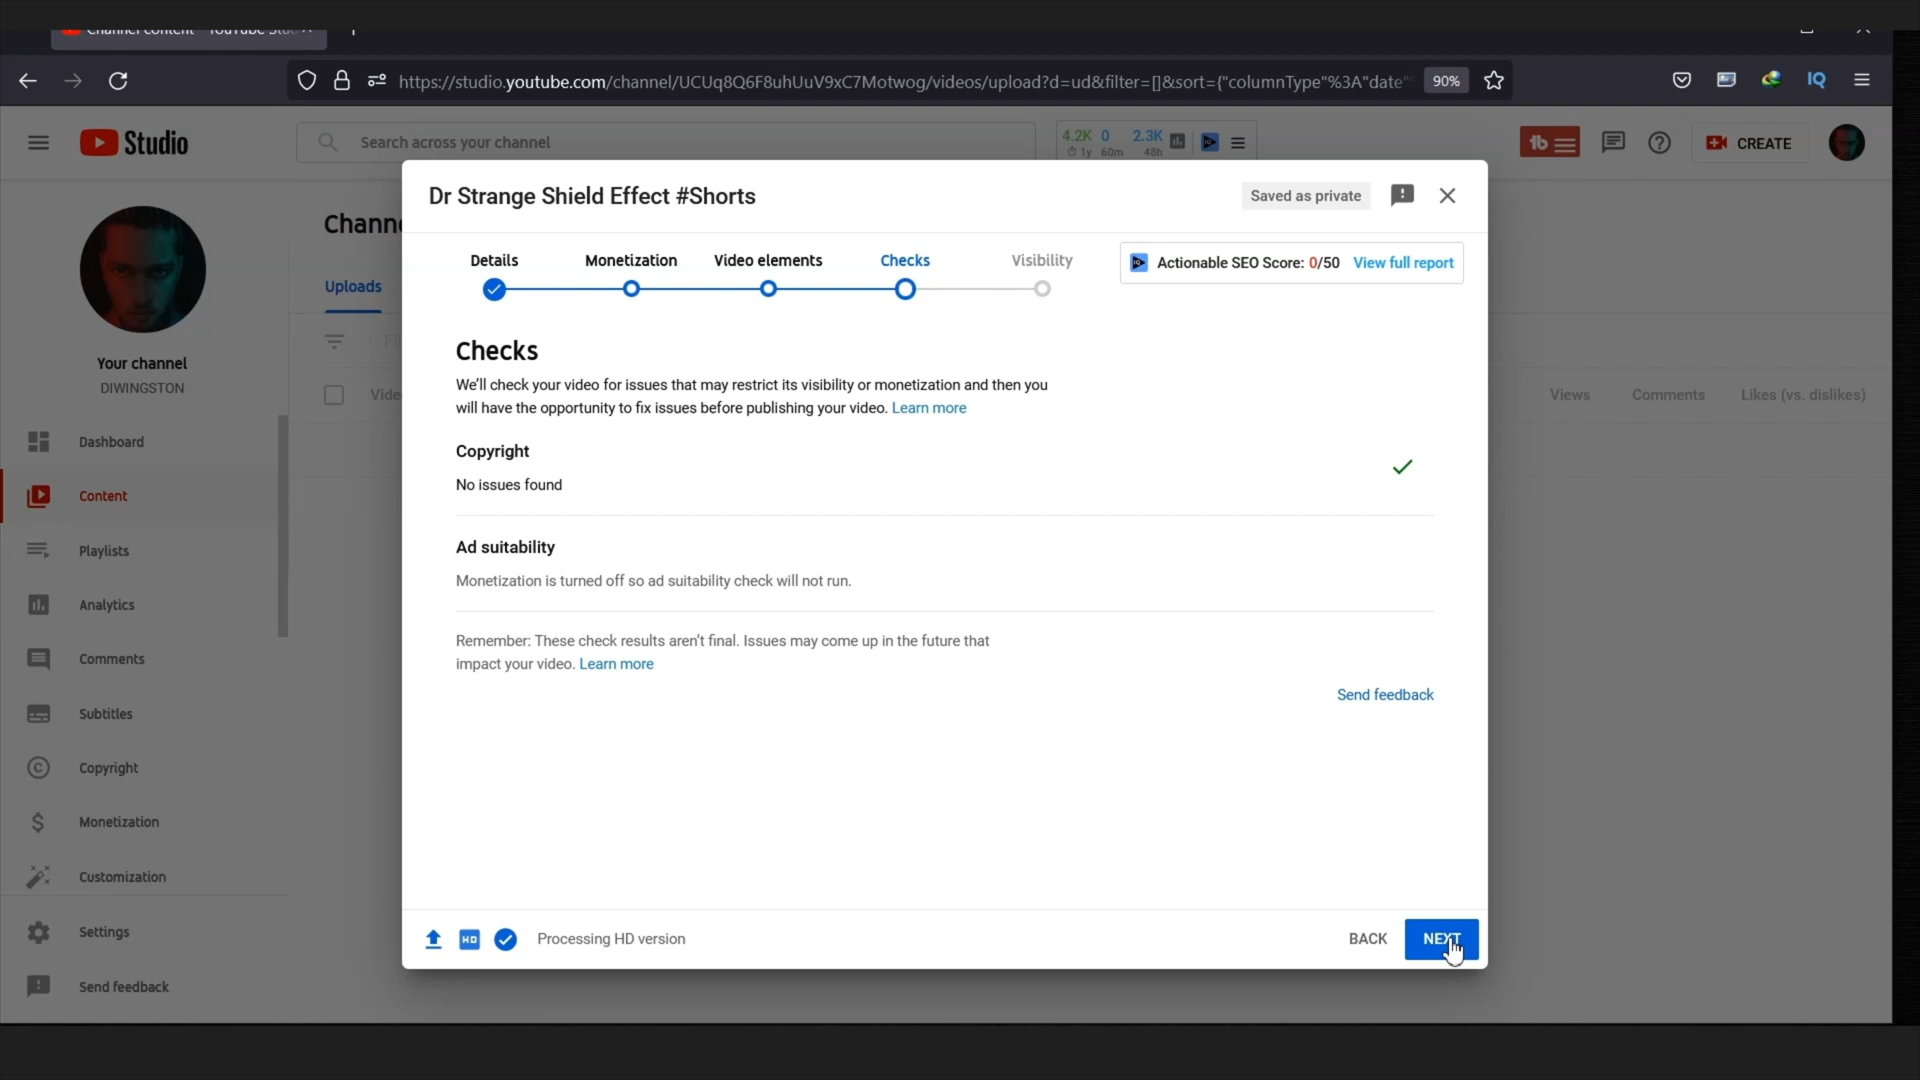 Channel content - YouTube Stu
https://studio.youtube.com/channel/UCUq8Q6F8uhUuV9xC7Motwog/videos/upload?d=ud&filter=[]&sort={"columnType"%3A"date"
90%
IQ
Studio
Search across your channel
4.2K 0 2.3K
1y 60m 48h
tb
CREATE
Dr Strange Shield Effect #Shorts
Saved as private
Details
Monetization
Video elements
Checks
Visibility
Actionable SEO Score: 0/50 View full report
Checks
We'll check your video for issues that may restrict its visibility or monetization and then you
will have the opportunity to fix issues before publishing your video. Learn more
Copyright
No issues found
Ad suitability
Monetization is turned off so ad suitability check will not run.
Remember: These check results aren't final. Issues may come up in the future that
impact your video. Learn more
Send feedback
HD
Processing HD version
BACK
NEXT
Chann
Uploads
Vide
Views
Comments
Likes (vs. dislikes)
Your channel
DIWINGSTON
Dashboard
Content
Playlists
Analytics
Comments
Subtitles
Copyright
Monetization
Customization
Settings
Send feedback